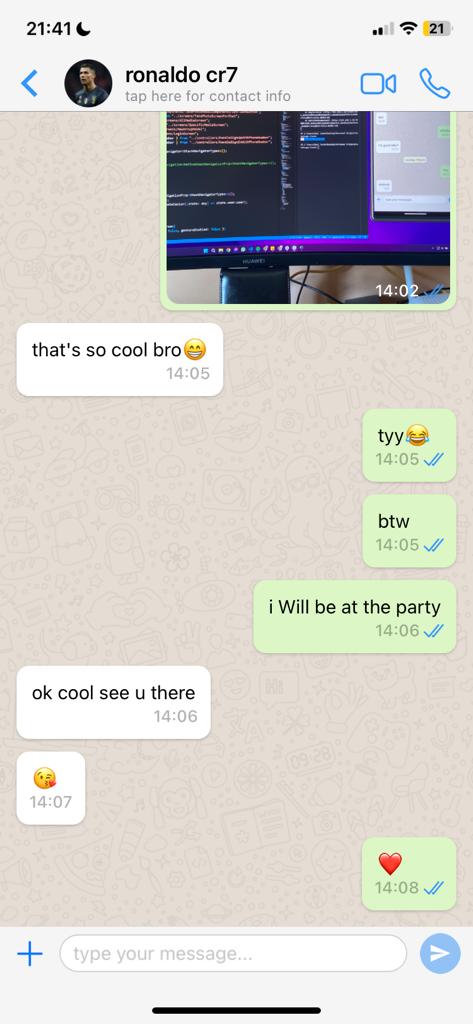 21:41
21
ronaldo cr7
tap here for contact info
HUAWEI
14:02
that's so cool bro😁
14:05
tyy😂
14:05
btw
14:05
i Will be at the party
14:06
ok cool see u there
14:06
😘
14:07
❤️
14:08
type your message...